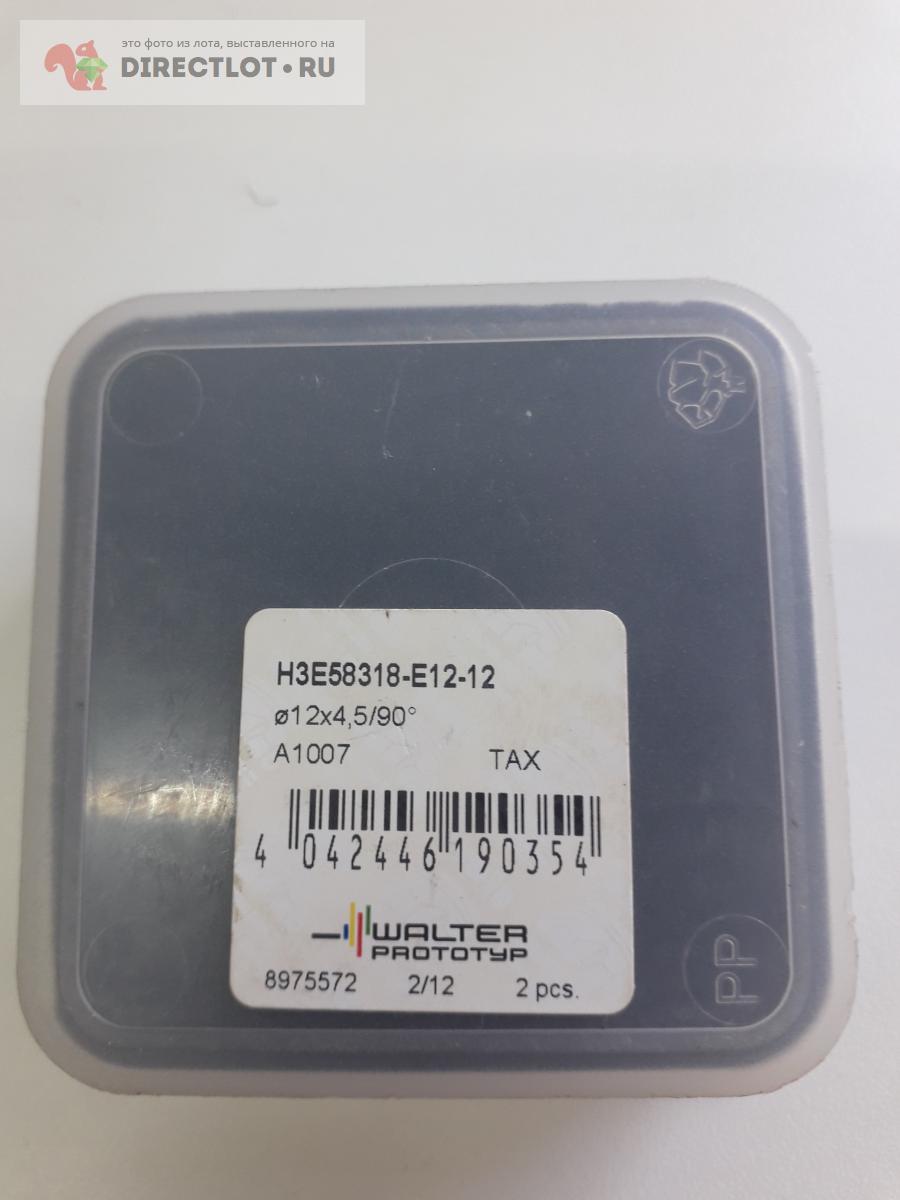 это фото из лота, выставленного на
DIRECTLOT•RU
H3E58318-E12-12
ø12x4,5/90°
A1007 TAX
4 042446 190354
WALTER
PROTOTYP
8975572 2/12 2 pcs.
PP